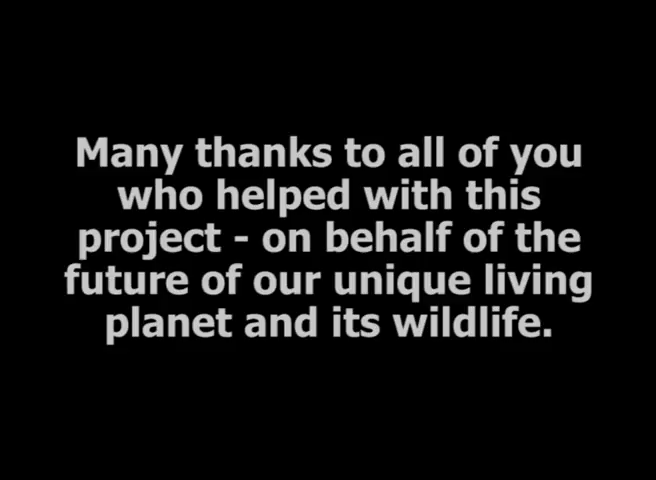 Many thanks to all of you
who helped with this
project - on behalf of the
future of our unique living
planet and its wildlife.